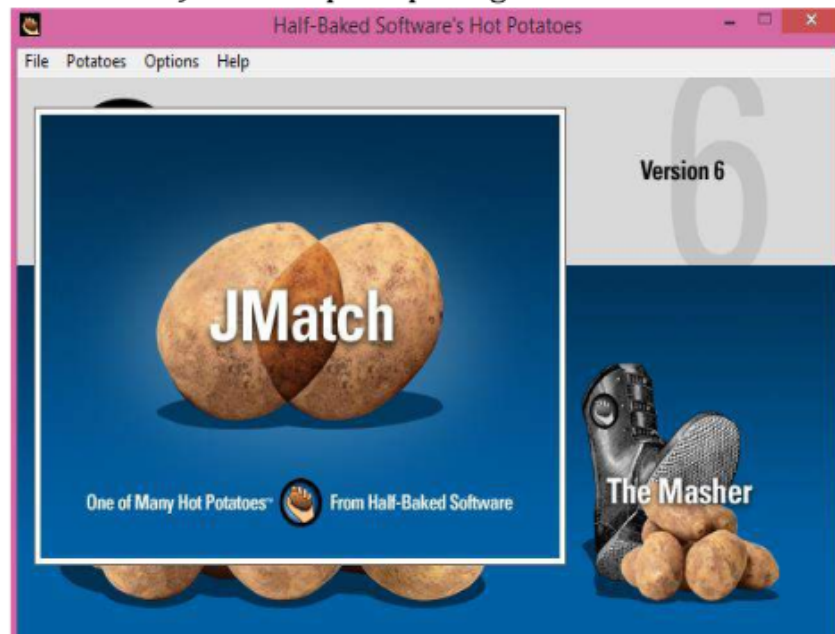 Half-Baked Software's Hot Potatoes
File Potatoes Options Help
6
Version 6
JMatch
One of Many Hot Potatoes™ From Half-Baked Software
The Masher